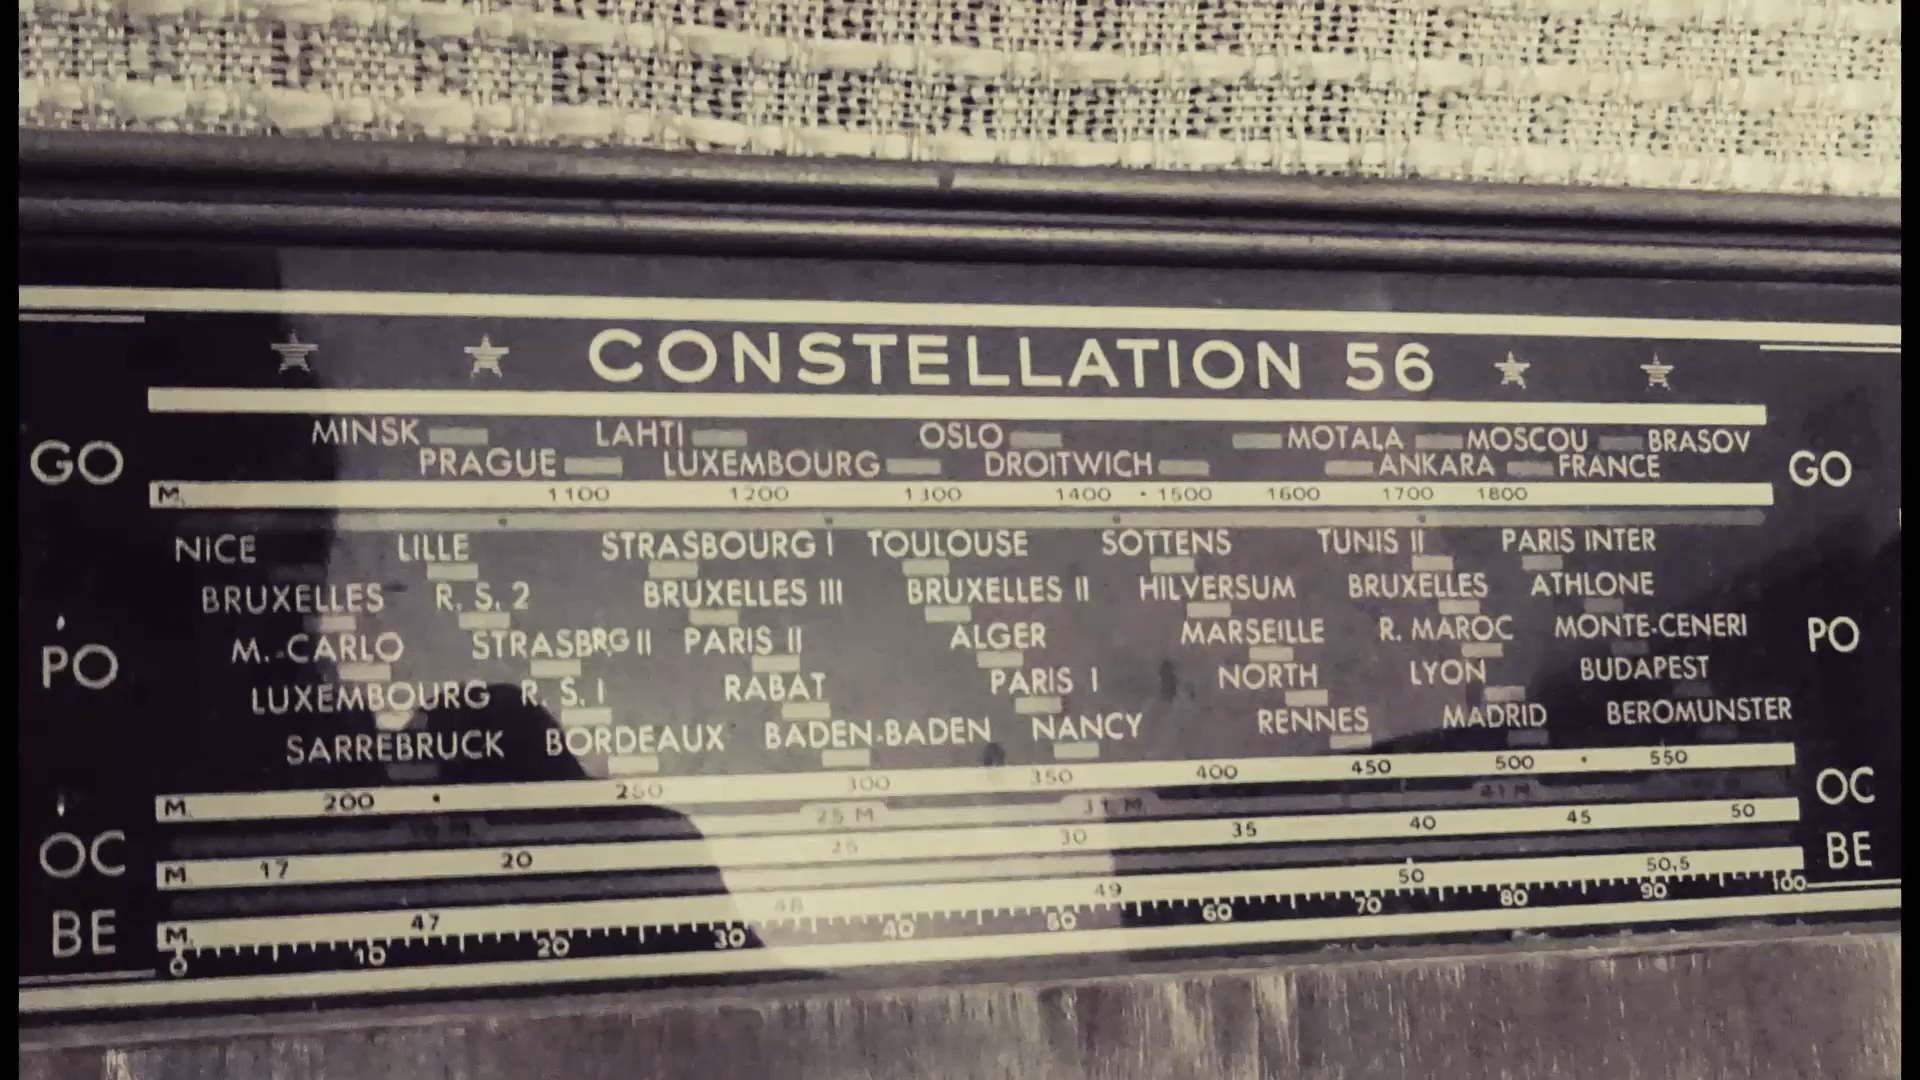 CONSTELLATION 56
MINSK LAHTI OSLO MOTALA MOSCOU BRASOV
GO PRAGUE LUXEMBOURG DROITWICH ANKARA FRANCE GO
M. 1100 1200 1300 1400 1500 1600 1700 1800
NICE LILLE STRASBOURG I TOULOUSE SOTTENS TUNIS II PARIS INTER
BRUXELLES R. S. 2 BRUXELLES III BRUXELLES II HILVERSUM BRUXELLES ATHLONE
PO M.-CARLO STRASBRG II PARIS II ALGER MARSEILLE R. MAROC MONTE-CENERI PO
LUXEMBOURG R. S. I RABAT PARIS I NORTH LYON BUDAPEST
SARREBRUCK BORDEAUX BADEN-BADEN NANCY RENNES MADRID BEROMUNSTER
M. 200 250 300 350 400 450 500 550
25 M 31 M 41 M
OC M. 17 20 25 30 35 40 45 50 OC
BE M. 47 48 49 50 50,5 BE
0 10 20 30 40 50 60 70 80 90 100